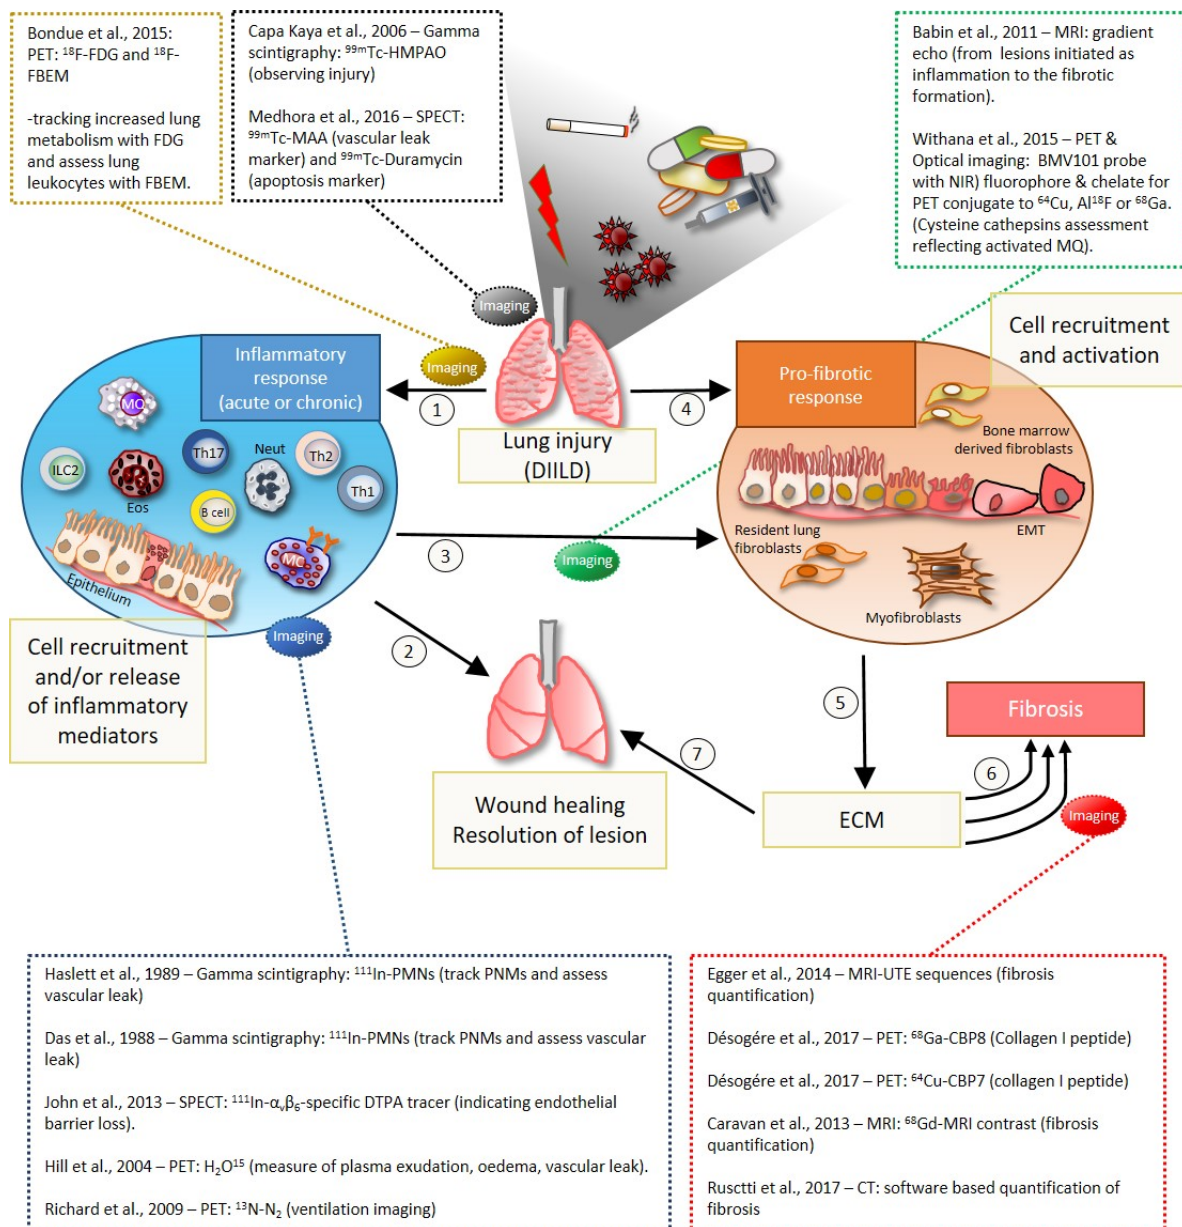 Bondue et al., 2015:
PET: ¹⁸F-FDG and ¹⁸F-
FBEM
-tracking increased lung
metabolism with FDG
and assess lung
leukocytes with FBEM.
Capa Kaya et al., 2006 – Gamma
scintigraphy: ⁹⁹ᵐTc-HMPAO
(observing injury)
Medhora et al., 2016 – SPECT:
⁹⁹ᵐTc-MAA (vascular leak
marker) and ⁹⁹ᵐTc-Duramycin
(apoptosis marker)
Babin et al., 2011 – MRI: gradient
echo (from lesions initiated as
inflammation to the fibrotic
formation).
Withana et al., 2015 – PET &
Optical imaging: BMV101 probe
with NIR) fluorophore & chelate for
PET conjugate to ⁶⁴Cu, Al¹⁸F or ⁶⁸Ga.
(Cysteine cathepsins assessment
reflecting activated MQ).
Imaging
Imaging
Cell recruitment
and activation
Inflammatory
response
(acute or chronic)
1
4
Lung injury
(DIILD)
Pro-fibrotic
response
MQ
ILC2
Eos
Th17
Neut
Th2
Th1
B cell
MC
Epithelium
Bone marrow
derived fibroblasts
EMT
Resident lung
fibroblasts
Myofibroblasts
3
Imaging
Imaging
2
Cell recruitment
and/or release
of inflammatory
mediators
5
Fibrosis
7
6
Wound healing
Resolution of lesion
ECM
Imaging
Haslett et al., 1989 – Gamma scintigraphy: ¹¹¹In-PMNs (track PNMs and assess
vascular leak)
Das et al., 1988 – Gamma scintigraphy: ¹¹¹In-PMNs (track PNMs and assess vascular
leak)
John et al., 2013 – SPECT: ¹¹¹In-αᵥβ₆-specific DTPA tracer (indicating endothelial
barrier loss).
Hill et al., 2004 – PET: H₂O¹⁵ (measure of plasma exudation, oedema, vascular leak).
Richard et al., 2009 – PET: ¹³N-N₂ (ventilation imaging)
Egger et al., 2014 – MRI-UTE sequences (fibrosis
quantification)
Désogére et al., 2017 – PET: ⁶⁸Ga-CBP8 (Collagen I peptide)
Désogére et al., 2017 – PET: ⁶⁴Cu-CBP7 (collagen I peptide)
Caravan et al., 2013 – MRI: ⁶⁸Gd-MRI contrast (fibrosis
quantification)
Rusctti et al., 2017 – CT: software based quantification of
fibrosis